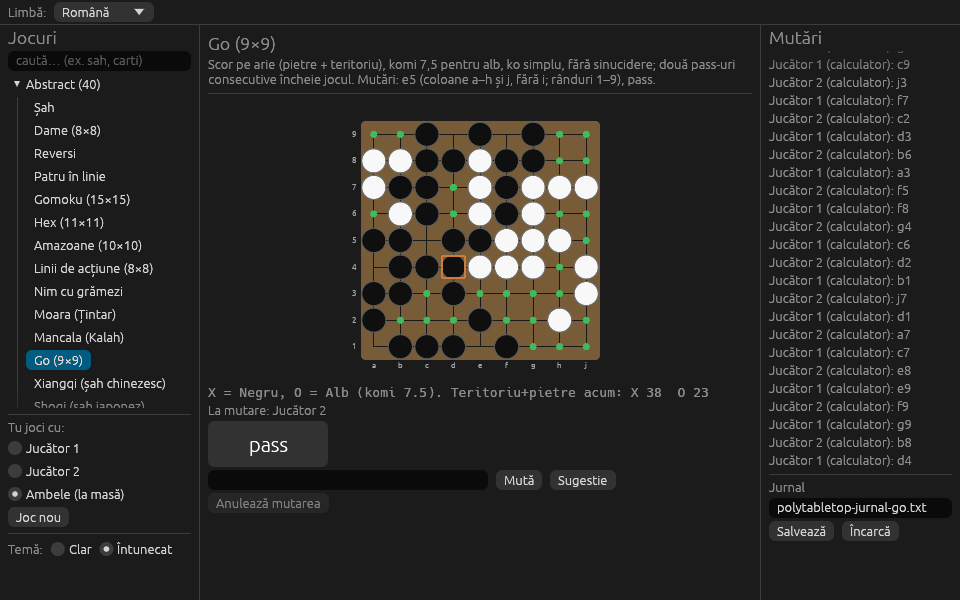 Limbă: Română
Jocuri
caută… (ex. sah, carti)
Abstract (40)
Șah
Dame (8×8)
Reversi
Patru în linie
Gomoku (15×15)
Hex (11×11)
Amazoane (10×10)
Linii de acțiune (8×8)
Nim cu grămezi
Moara (Țintar)
Mancala (Kalah)
Go (9×9)
Xiangqi (șah chinezesc)
Shogi (șah japonez)
Tu joci cu:
Jucător 1
Jucător 2
Ambele (la masă)
Joc nou
Temă: Clar Întunecat
Go (9×9)
Scor pe arie (pietre + teritoriu), komi 7,5 pentru alb, ko simplu, fără sinucidere; două pass-uri
consecutive încheie jocul. Mutări: e5 (coloane a–h și j, fără i; rânduri 1–9), pass.
9
8
7
6
5
4
3
2
1
a b c d e f g h j
X = Negru, O = Alb (komi 7.5). Teritoriu+pietre acum: X 38 O 23
La mutare: Jucător 2
pass
Mută Sugestie
Anulează mutarea
Mutări
Jucător 1 (calculator): c9
Jucător 2 (calculator): j3
Jucător 1 (calculator): f7
Jucător 2 (calculator): c2
Jucător 1 (calculator): d3
Jucător 2 (calculator): b6
Jucător 1 (calculator): a3
Jucător 2 (calculator): f5
Jucător 1 (calculator): f8
Jucător 2 (calculator): g4
Jucător 1 (calculator): c6
Jucător 2 (calculator): d2
Jucător 1 (calculator): b1
Jucător 2 (calculator): j7
Jucător 1 (calculator): d1
Jucător 2 (calculator): a7
Jucător 1 (calculator): c7
Jucător 2 (calculator): e8
Jucător 1 (calculator): e9
Jucător 2 (calculator): f9
Jucător 1 (calculator): g9
Jucător 2 (calculator): b8
Jucător 1 (calculator): d4
Jurnal
polytabletop-jurnal-go.txt
Salvează Încarcă